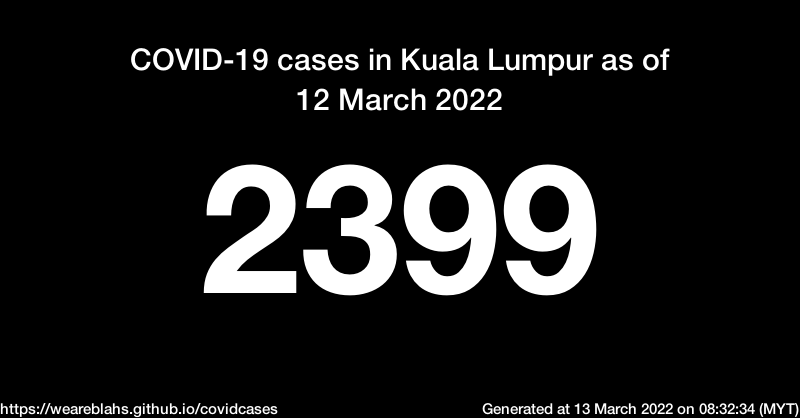 COVID-19 cases in Kuala Lumpur as of
12 March 2022
2399
https://weareblahs.github.io/covidcases
Generated at 13 March 2022 on 08:32:34 (MYT)